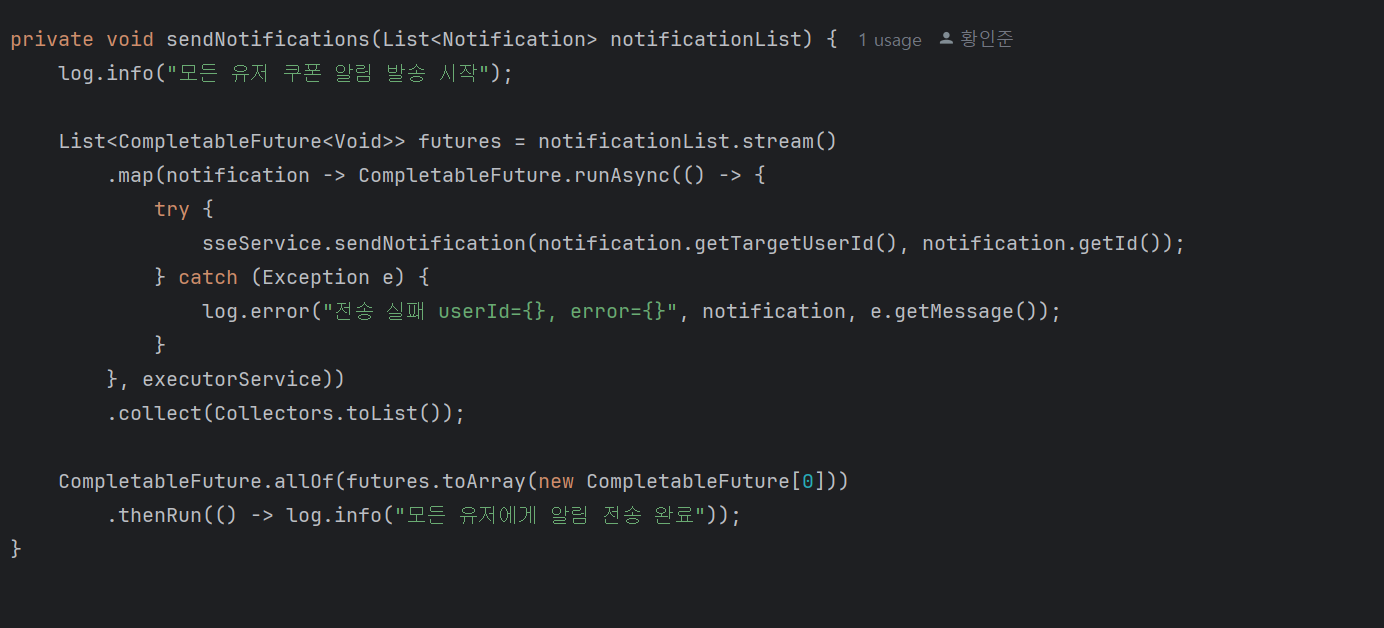 private void sendNotifications(List<Notification> notificationList) { 1 usage 황인준
    log.info("모든 유저 쿠폰 알림 발송 시작");
    List<CompletableFuture<Void>> futures = notificationList.stream()
        .map(notification -> CompletableFuture.runAsync(() -> {
            try {
                sseService.sendNotification(notification.getTargetUserId(), notification.getId());
            } catch (Exception e) {
                log.error("전송 실패 userId={}, error={}", notification, e.getMessage());
            }
        }, executorService))
        .collect(Collectors.toList());
    CompletableFuture.allOf(futures.toArray(new CompletableFuture[0]))
        .thenRun(() -> log.info("모든 유저에게 알림 전송 완료"));
}